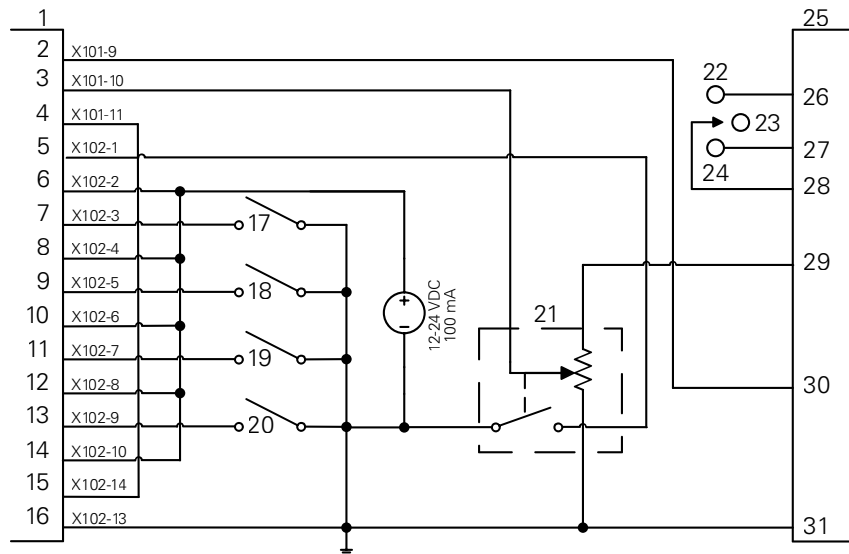 1
2 X101-9
3 X101-10
4 X101-11
5 X102-1
6 X102-2
7 X102-3
8 X102-4
9 X102-5
10 X102-6
11 X102-7
12 X102-8
13 X102-9
14 X102-10
15 X102-14
16 X102-13
17
18
19
20
+
−
12-24 VDC
100 mA
21
22
23
24
25
26
27
28
29
30
31